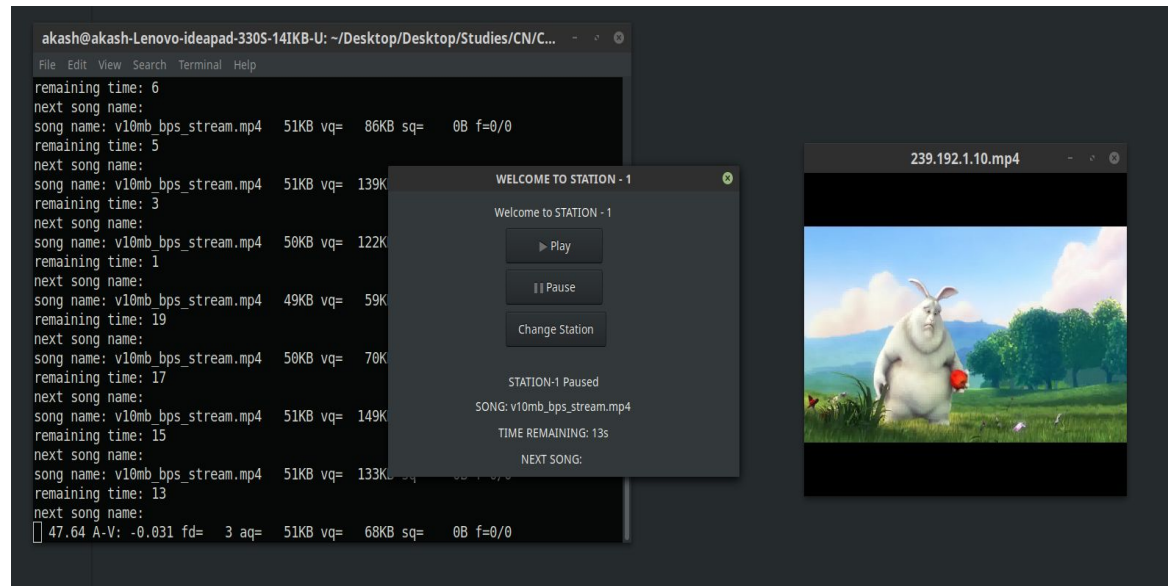 akash@akash-Lenovo-ideapad-330S-14IKB-U: ~/Desktop/Desktop/Studies/CN/C...
File Edit View Search Terminal Help
remaining time: 6
next song name:
song name: v10mb_bps_stream.mp4 51KB vq= 86KB sq= 0B f=0/0
remaining time: 5
next song name:
song name: v10mb_bps_stream.mp4 51KB vq= 139K
remaining time: 3
next song name:
song name: v10mb_bps_stream.mp4 50KB vq= 122K
remaining time: 1
next song name:
song name: v10mb_bps_stream.mp4 49KB vq= 59K
remaining time: 19
next song name:
song name: v10mb_bps_stream.mp4 50KB vq= 70K
remaining time: 17
next song name:
song name: v10mb_bps_stream.mp4 51KB vq= 149K
remaining time: 15
next song name:
song name: v10mb_bps_stream.mp4 51KB vq= 133K
remaining time: 13
next song name:
47.64 A-V: -0.031 fd= 3 aq= 51KB vq= 68KB sq= 0B f=0/0
WELCOME TO STATION - 1
Welcome to STATION - 1
Play
Pause
Change Station
STATION-1 Paused
SONG: v10mb_bps_stream.mp4
TIME REMAINING: 13s
NEXT SONG:
239.192.1.10.mp4